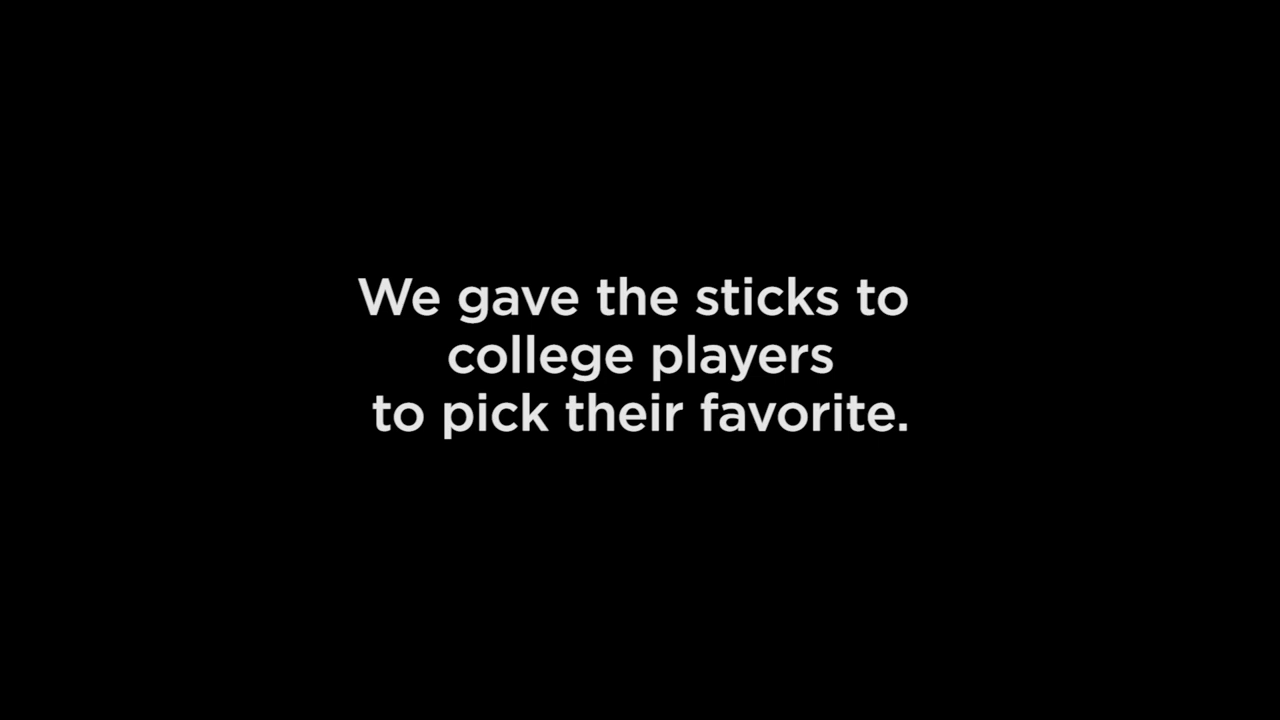 We gave the sticks to
college players
to pick their favorite.